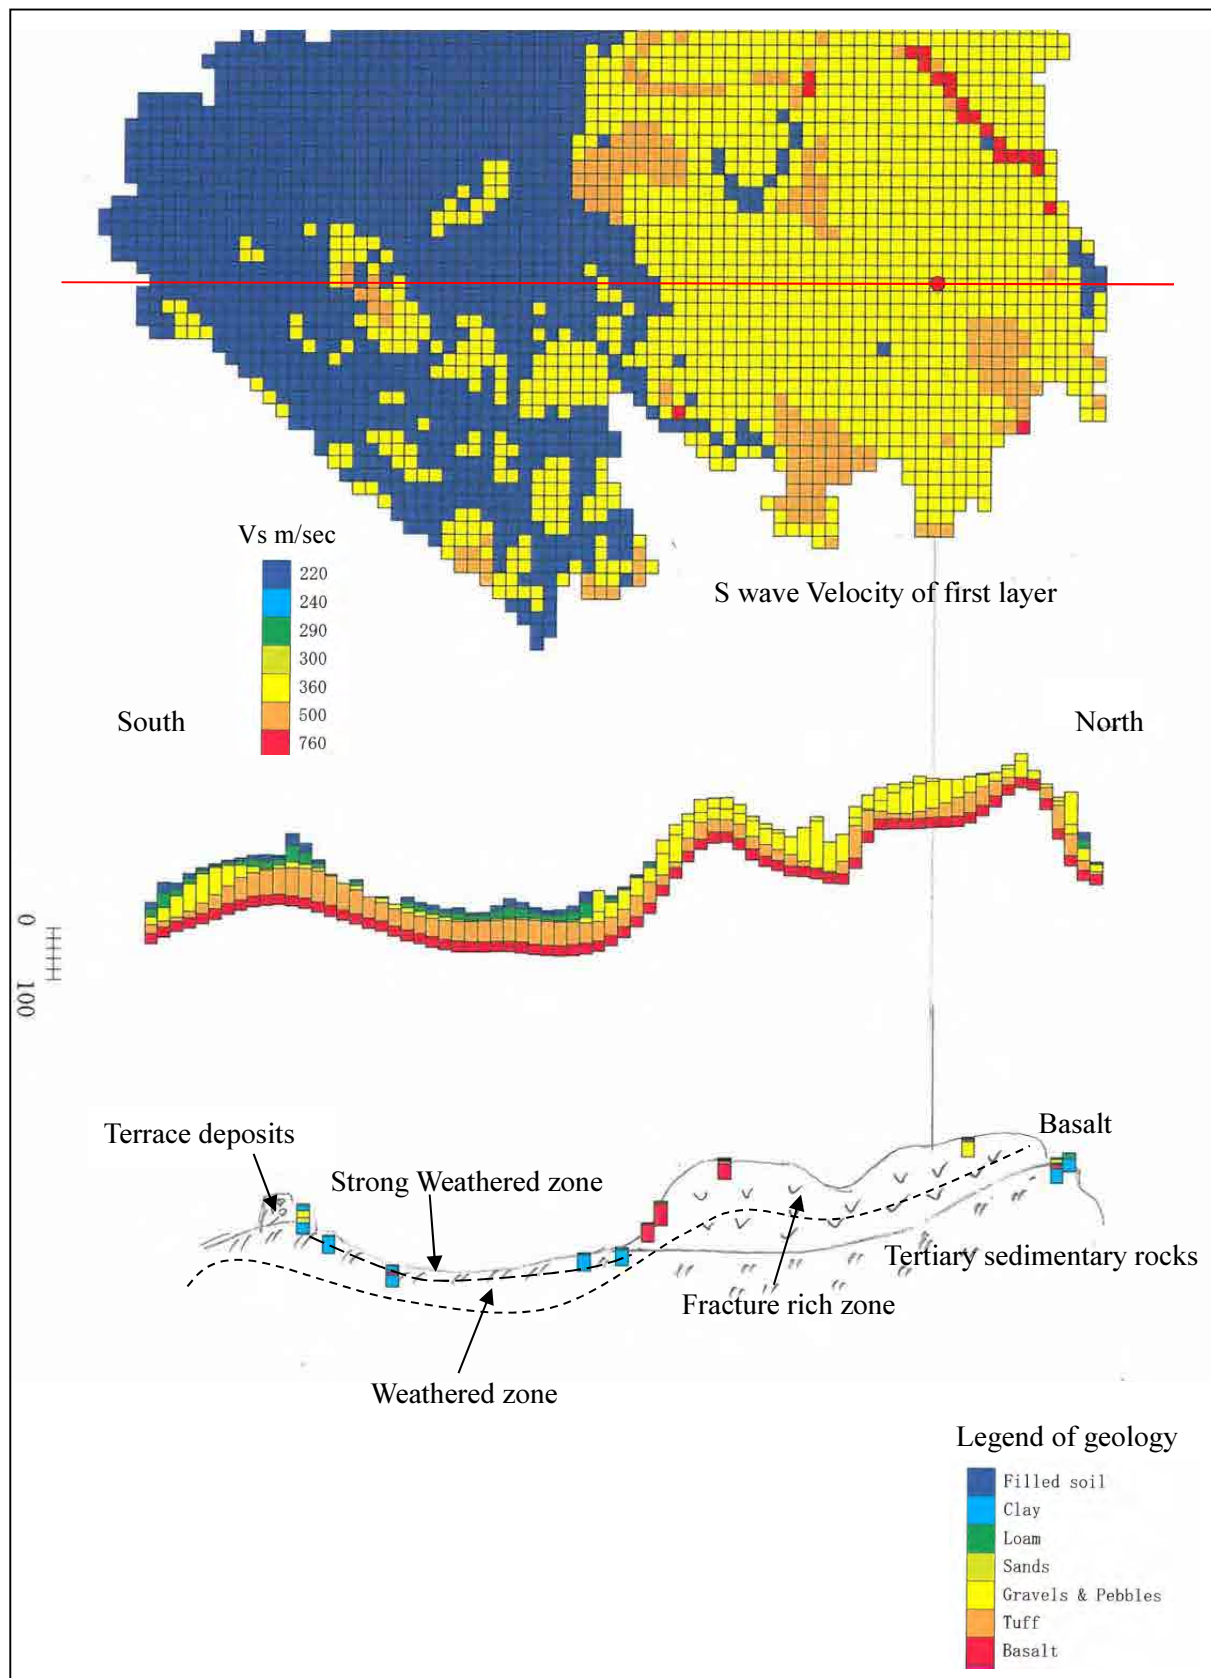 Vs m/sec
220
240
290
300
360
500
760
S wave Velocity of first layer
South
North
0
100
Terrace deposits
Strong Weathered zone
Basalt
Tertiary sedimentary rocks
Fracture rich zone
Weathered zone
Legend of geology
Filled soil
Clay
Loam
Sands
Gravels & Pebbles
Tuff
Basalt